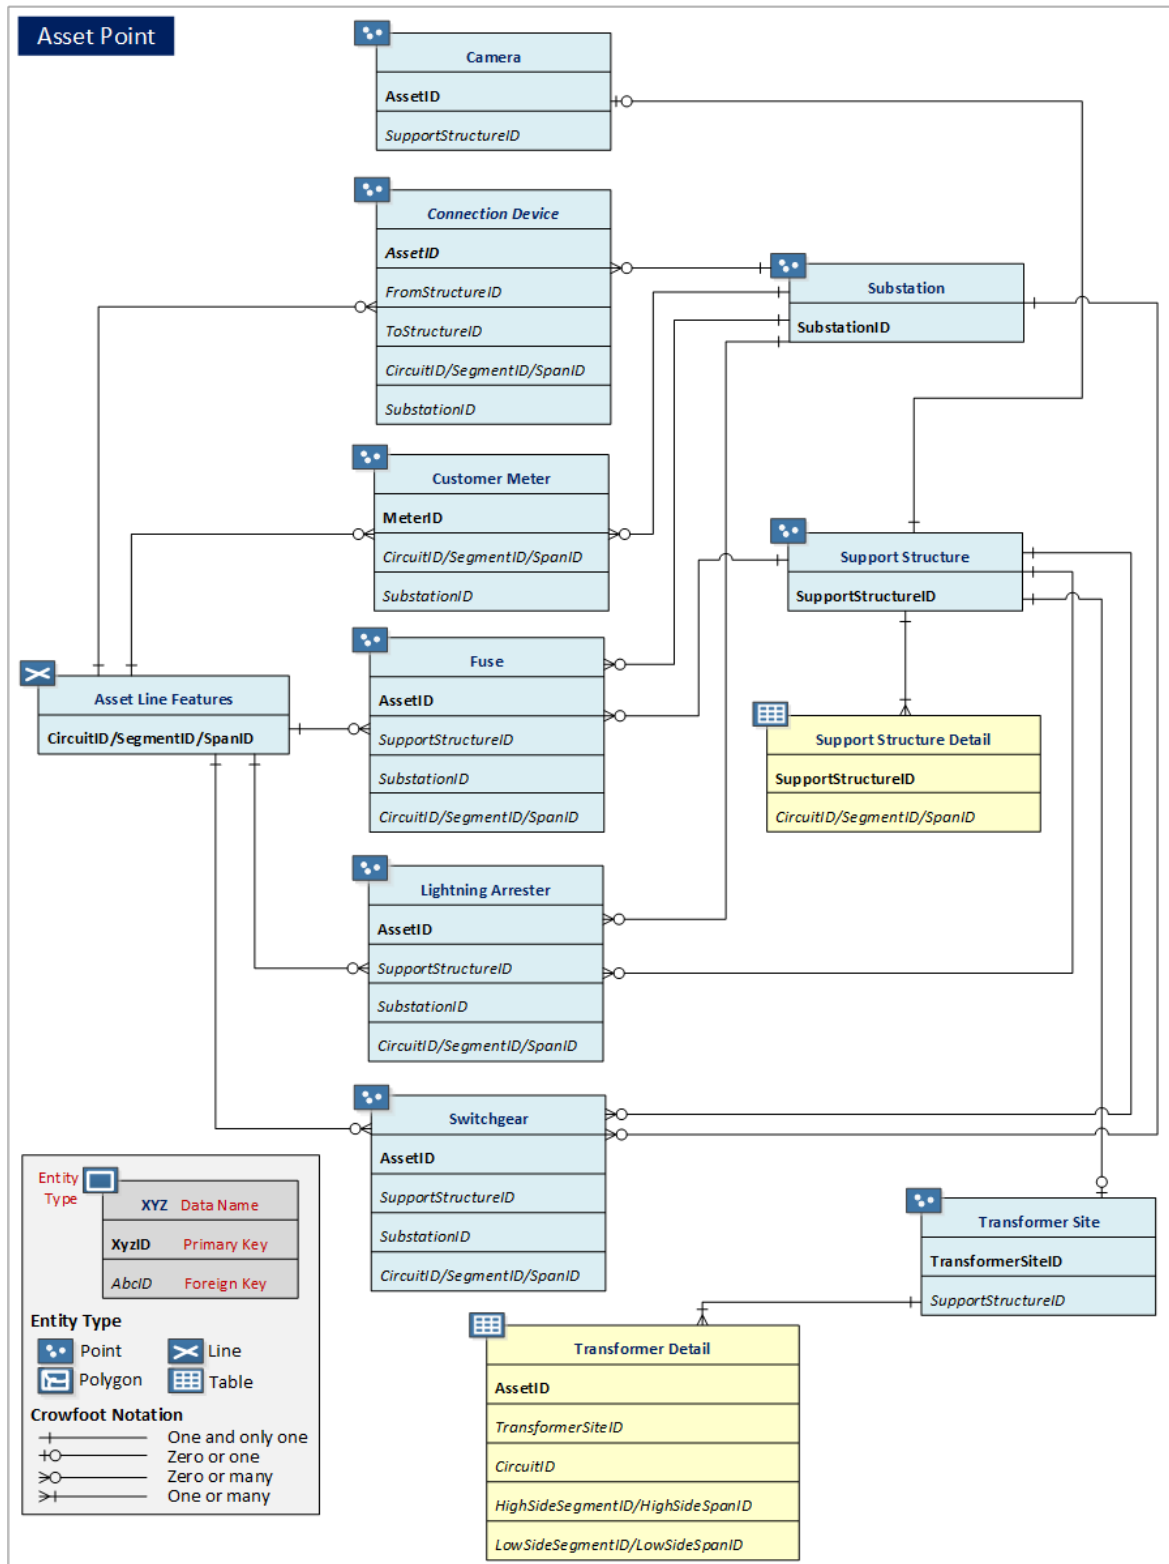 Asset Point
Camera
AssetID
SupportStructureID
Connection Device
AssetID
FromStructureID
ToStructureID
CircuitID/SegmentID/SpanID
SubstationID
Substation
SubstationID
Customer Meter
MeterID
CircuitID/SegmentID/SpanID
SubstationID
Support Structure
SupportStructureID
Fuse
AssetID
SupportStructureID
SubstationID
CircuitID/SegmentID/SpanID
Asset Line Features
CircuitID/SegmentID/SpanID
Support Structure Detail
SupportStructureID
CircuitID/SegmentID/SpanID
Lightning Arrester
AssetID
SupportStructureID
SubstationID
CircuitID/SegmentID/SpanID
Switchgear
AssetID
SupportStructureID
SubstationID
CircuitID/SegmentID/SpanID
Transformer Site
TransformerSiteID
SupportStructureID
Transformer Detail
AssetID
TransformerSiteID
CircuitID
HighSideSegmentID/HighSideSpanID
LowSideSegmentID/LowSideSpanID
Entity
Type
XYZ Data Name
XyzID Primary Key
AbcID Foreign Key
Entity Type
Point Line
Polygon Table
Crowfoot Notation
One and only one
Zero or one
Zero or many
One or many